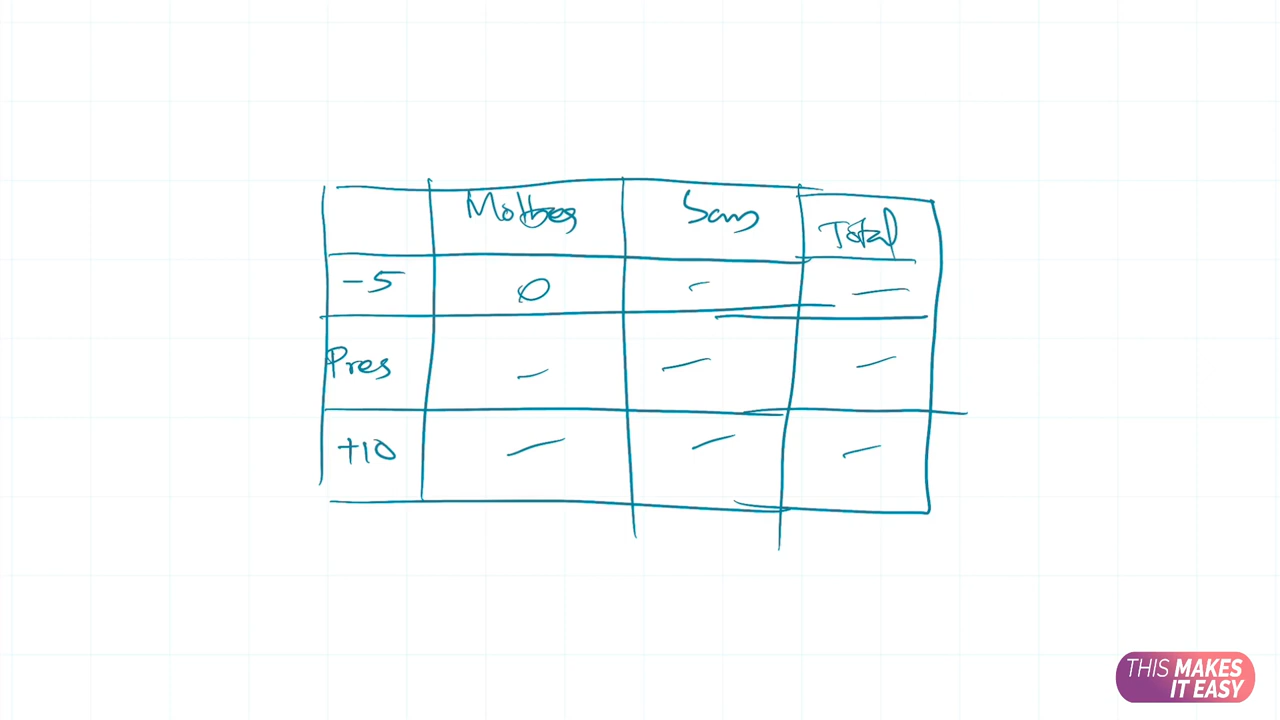 Mothers Sam Total
-5 0 - -
Pres - - -
+10 - - -
THIS MAKES
IT EASY